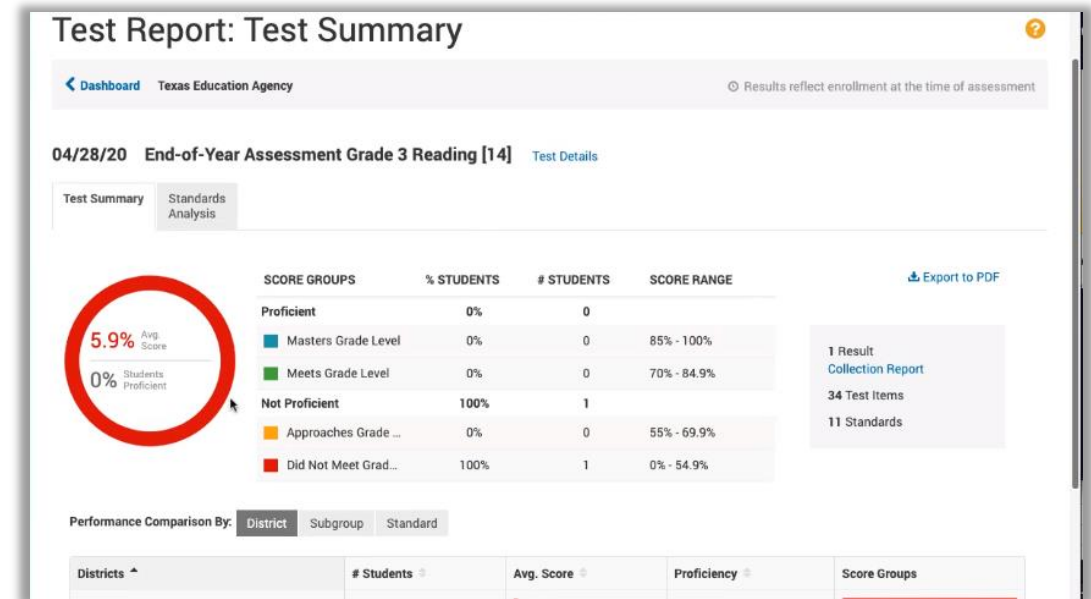 Test Report: Test Summary
?
Dashboard Texas Education Agency Results reflect enrollment at the time of assessment
04/28/20 End-of-Year Assessment Grade 3 Reading [14] Test Details
Test Summary Standards
Analysis
SCORE GROUPS % STUDENTS # STUDENTS SCORE RANGE
Export to PDF
Proficient 0% 0
Masters Grade Level 0% 0 85% - 100%
Meets Grade Level 0% 0 70% - 84.9%
Not Proficient 100% 1
Approaches Grade ... 0% 0 55% - 69.9%
Did Not Meet Grad... 100% 1 0% - 54.9%
5.9% Avg.
Score
0% Students
Proficient
1 Result
Collection Report
34 Test Items
11 Standards
Performance Comparison By: District Subgroup Standard
Districts # Students Avg. Score Proficiency Score Groups